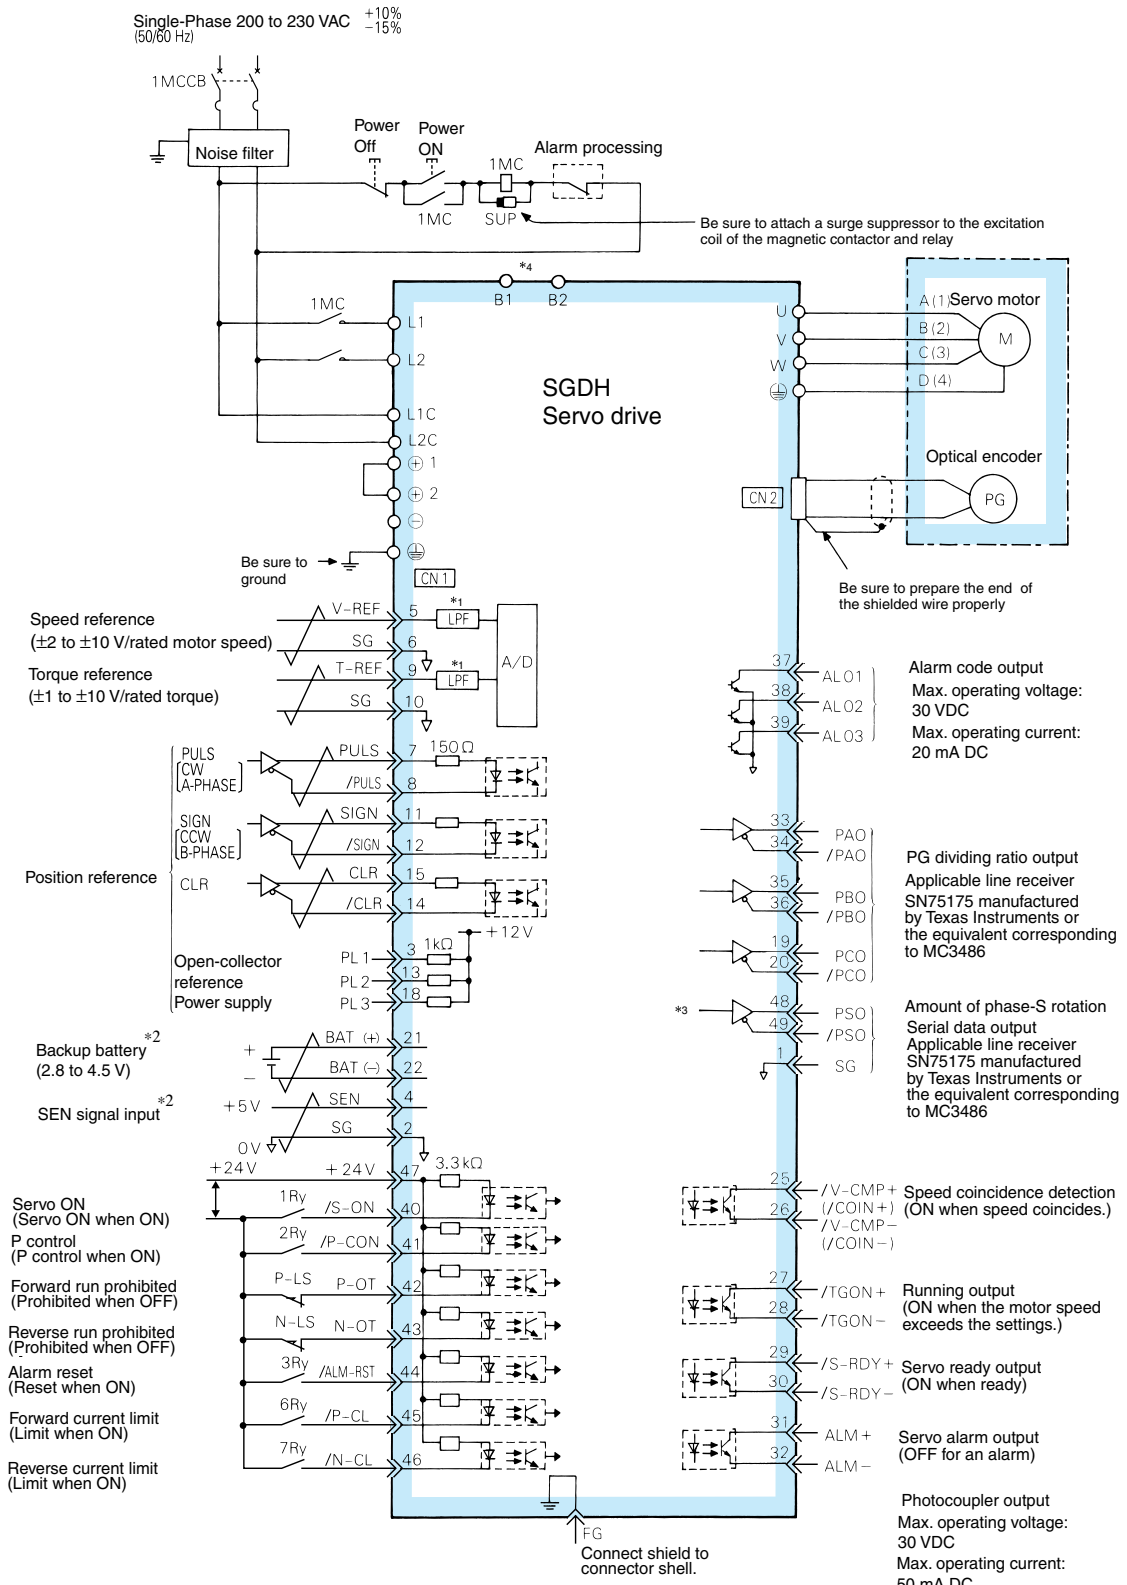 Single-Phase 200 to 230 VAC +10% −15%
(50/60 Hz)
1MCCB
Noise filter
Power Off
Power ON
1MC
Alarm processing
1MC
SUP
Be sure to attach a surge suppressor to the excitation
coil of the magnetic contactor and relay
*4
B1
B2
1MC
L1
L2
L1C
L2C
⊕ 1
⊕ 2
⊖
SGDH
Servo drive
U
V
W
A (1)
B (2)
C (3)
D (4)
Servo motor
M
Optical encoder
PG
CN 2
Be sure to prepare the end of
the shielded wire properly
Be sure to
ground
CN 1
Speed reference
(±2 to ±10 V/rated motor speed)
V-REF 5 *1 LPF
SG 6
Torque reference
(±1 to ±10 V/rated torque)
T-REF 9 *1 LPF
SG 10
A/D
Position reference
PULS
CW
A-PHASE
PULS 7 150Ω
/PULS 8
SIGN
CCW
B-PHASE
SIGN 11
/SIGN 12
CLR
CLR 15
/CLR 14
+12V
Open-collector
reference
Power supply
PL1 3 1kΩ
PL2 13
PL3 18
Backup battery*2
(2.8 to 4.5 V)
+ BAT (+) 21
− BAT (−) 22
SEN signal input*2
+5V SEN 4
0V SG 2
+24V +24V 47 3.3kΩ
Servo ON
(Servo ON when ON)
1Ry /S-ON 40
P control
(P control when ON)
2Ry /P-CON 41
Forward run prohibited
(Prohibited when OFF)
P-LS P-OT 42
Reverse run prohibited
(Prohibited when OFF)
N-LS N-OT 43
Alarm reset
(Reset when ON)
3Ry /ALM-RST 44
Forward current limit
(Limit when ON)
6Ry /P-CL 45
Reverse current limit
(Limit when ON)
7Ry /N-CL 46
FG
Connect shield to
connector shell.
37 ALO1
38 ALO2
39 ALO3
Alarm code output
Max. operating voltage:
30 VDC
Max. operating current:
20 mA DC
33 PAO
34 /PAO
35 PBO
36 /PBO
19 PCO
20 /PCO
PG dividing ratio output
Applicable line receiver
SN75175 manufactured
by Texas Instruments or
the equivalent corresponding
to MC3486
*3
48 PSO
49 /PSO
1 SG
Amount of phase-S rotation
Serial data output
Applicable line receiver
SN75175 manufactured
by Texas Instruments or
the equivalent corresponding
to MC3486
25 /V-CMP+
(/COIN+)
26 /V-CMP−
(/COIN−)
Speed coincidence detection
(ON when speed coincides.)
27 /TGON+
28 /TGON−
Running output
(ON when the motor speed
exceeds the settings.)
29 /S-RDY+
30 /S-RDY−
Servo ready output
(ON when ready)
31 ALM+
32 ALM−
Servo alarm output
(OFF for an alarm)
Photocoupler output
Max. operating voltage:
30 VDC
Max. operating current:
50 mA DC